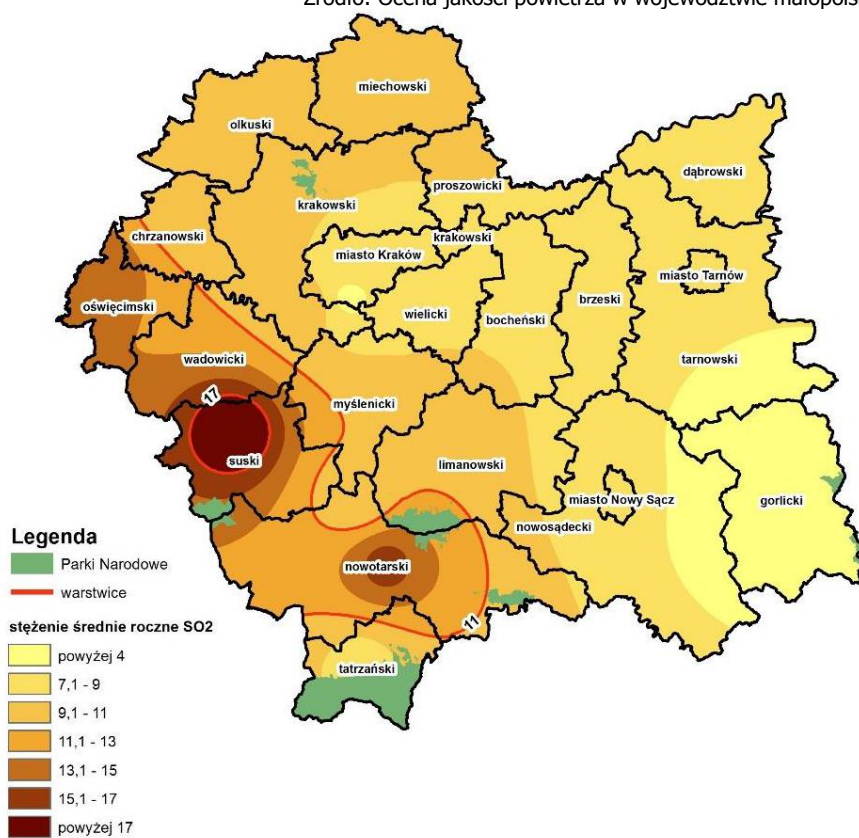 Źródło: Ocena jakości powietrza w województwie małopols
miechowski
olkuski
dąbrowski
proszowicki
krakowski
chrzanowski
krakowski
miasto Kraków
miasto Tarnów
oświęcimski
brzeski
wielicki
bocheński
wadowicki
tarnowski
17
myślenicki
suski
limanowski
miasto Nowy Sącz
gorlicki
nowosądecki
nowotarski
11
tatrzański
Legenda
Parki Narodowe
warstwice
stężenie średnie roczne SO2
powyżej 4
7,1 - 9
9,1 - 11
11,1 - 13
13,1 - 15
15,1 - 17
powyżej 17